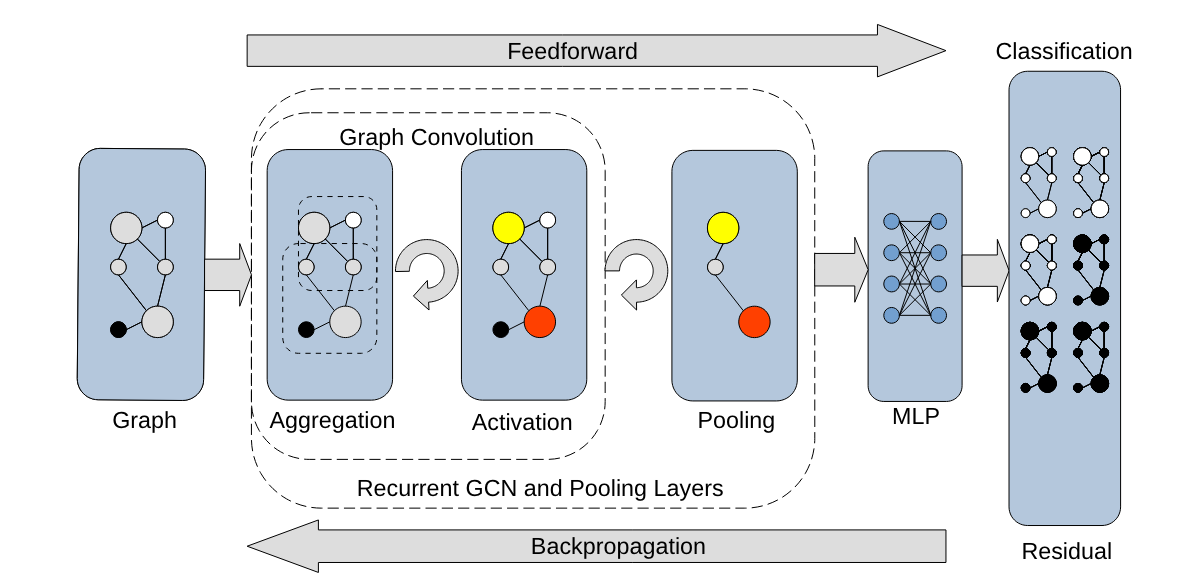 Feedforward
Classification
Graph Convolution
Graph
Aggregation
Activation
Pooling
MLP
Recurrent GCN and Pooling Layers
Backpropagation
Residual